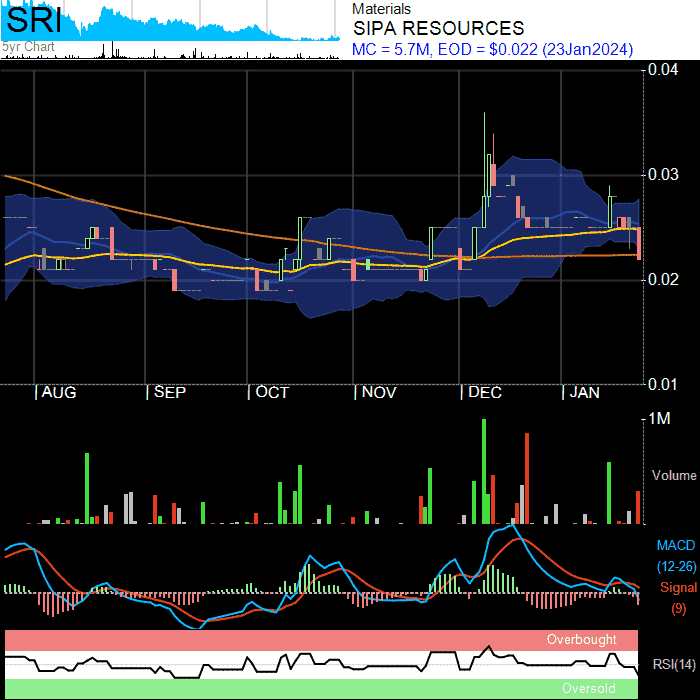 SRI
5yr Chart
Materials
SIPA RESOURCES
MC = 5.7M, EOD = $0.022 (23Jan2024)
0.04
0.03
0.02
0.01
AUG SEP OCT NOV DEC JAN
1M
Volume
MACD
(12-26)
Signal
(9)
Overbought
RSI(14)
Oversold